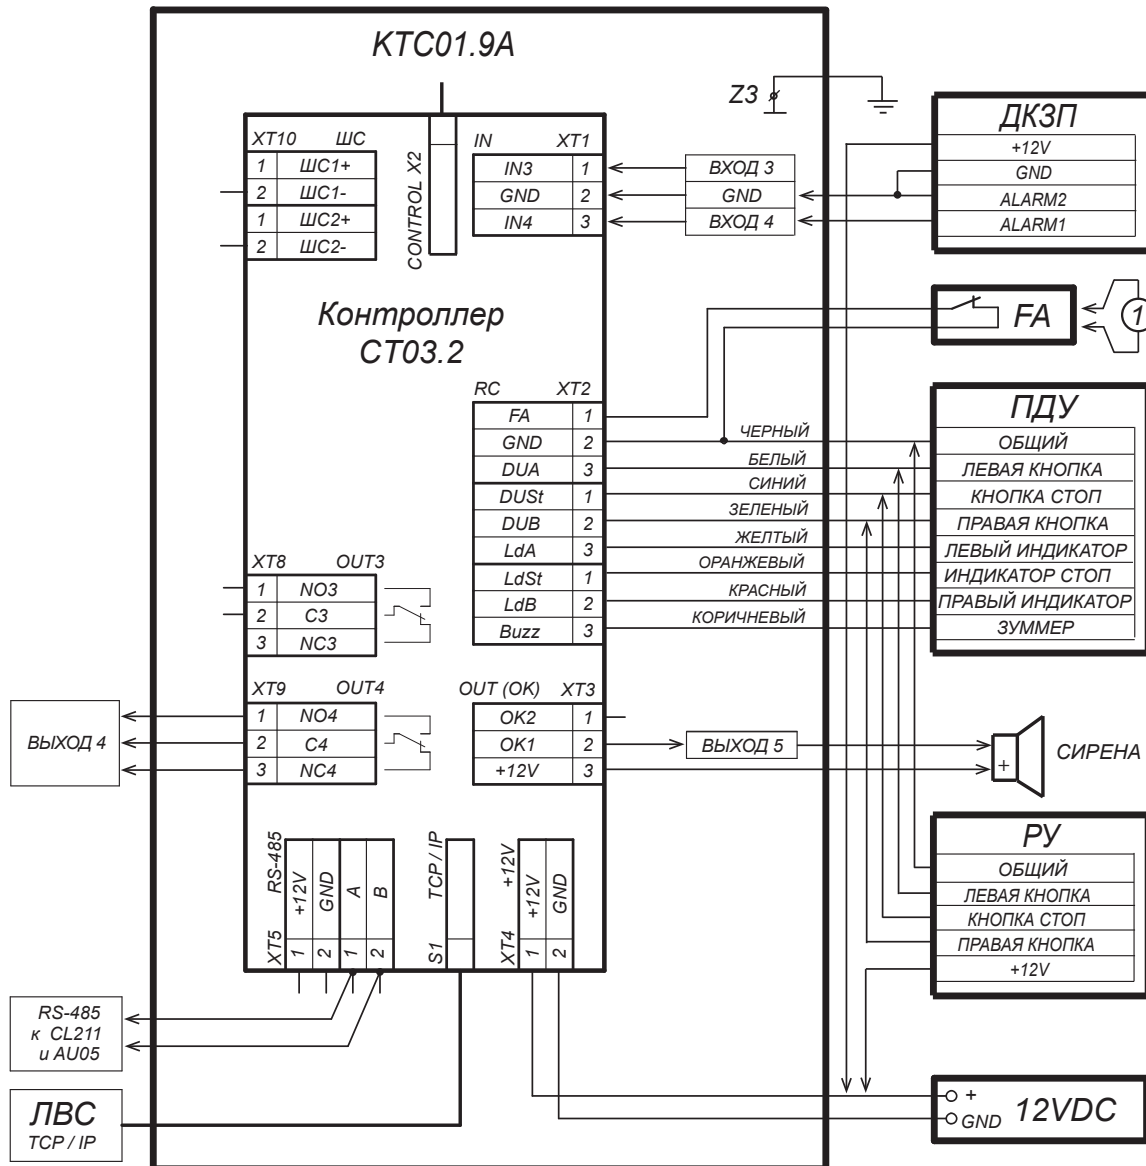 КТС01.9А
Z3
ХТ10 ШС
1 ШС1+
2 ШС1-
1 ШС2+
2 ШС2-
CONTROL X2
IN XT1
IN3 1
GND 2
IN4 3
ВХОД 3
GND
ВХОД 4
ДКЗП
+12V
GND
ALARM2
ALARM1
Контроллер
СТ03.2
FA
1
RC XT2
FA 1
GND 2
DUA 3
DUSt 1
DUB 2
LdA 3
LdSt 1
LdB 2
Buzz 3
ЧЕРНЫЙ
БЕЛЫЙ
СИНИЙ
ЗЕЛЕНЫЙ
ЖЕЛТЫЙ
ОРАНЖЕВЫЙ
КРАСНЫЙ
КОРИЧНЕВЫЙ
ПДУ
ОБЩИЙ
ЛЕВАЯ КНОПКА
КНОПКА СТОП
ПРАВАЯ КНОПКА
ЛЕВЫЙ ИНДИКАТОР
ИНДИКАТОР СТОП
ПРАВЫЙ ИНДИКАТОР
ЗУММЕР
XT8 OUT3
1 NO3
2 C3
3 NC3
XT9 OUT4
1 NO4
2 C4
3 NC4
ВЫХОД 4
OUT (OK) XT3
OK2 1
OK1 2
+12V 3
ВЫХОД 5
+
СИРЕНА
РУ
ОБЩИЙ
ЛЕВАЯ КНОПКА
КНОПКА СТОП
ПРАВАЯ КНОПКА
+12V
XT5 RS-485
1 +12V
2 GND
1 A
2 B
S1 TCP / IP
XT4 +12V
1 +12V
2 GND
RS-485
к CL211
и AU05
ЛВС
TCP / IP
+
GND
12VDC